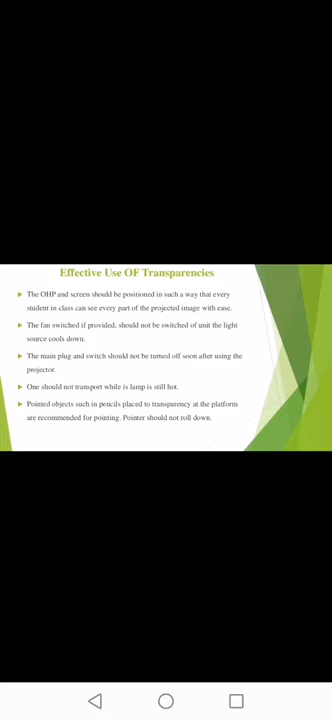 Effective Use OF Transparencies
The OHP and screen should be positioned in such a way that every
student in class can see every part of the projected image with ease.
The fan switched if provided, should not be switched of unit the light
source cools down.
The main plug and switch should not be turned off soon after using the
projector.
One should not transport while is lamp is still hot.
Pointed objects such in pencils placed to transparency at the platform
are recommended for pointing. Pointer should not roll down.